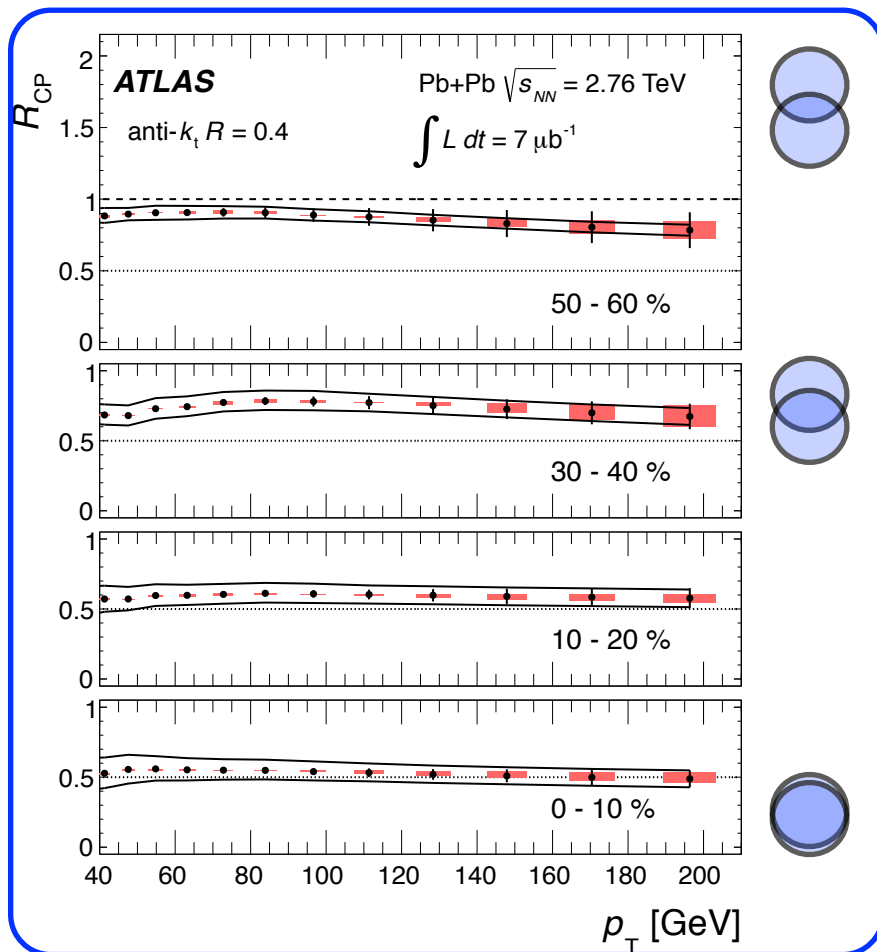 R_CP
2
ATLAS
Pb+Pb √s_NN = 2.76 TeV
1.5
anti-k_t R = 0.4
∫ L dt = 7 μb⁻¹
1
0.5
50 - 60 %
0
1
0.5
30 - 40 %
0
1
0.5
10 - 20 %
0
1
0.5
0 - 10 %
0
40 60 80 100 120 140 160 180 200
p_T [GeV]